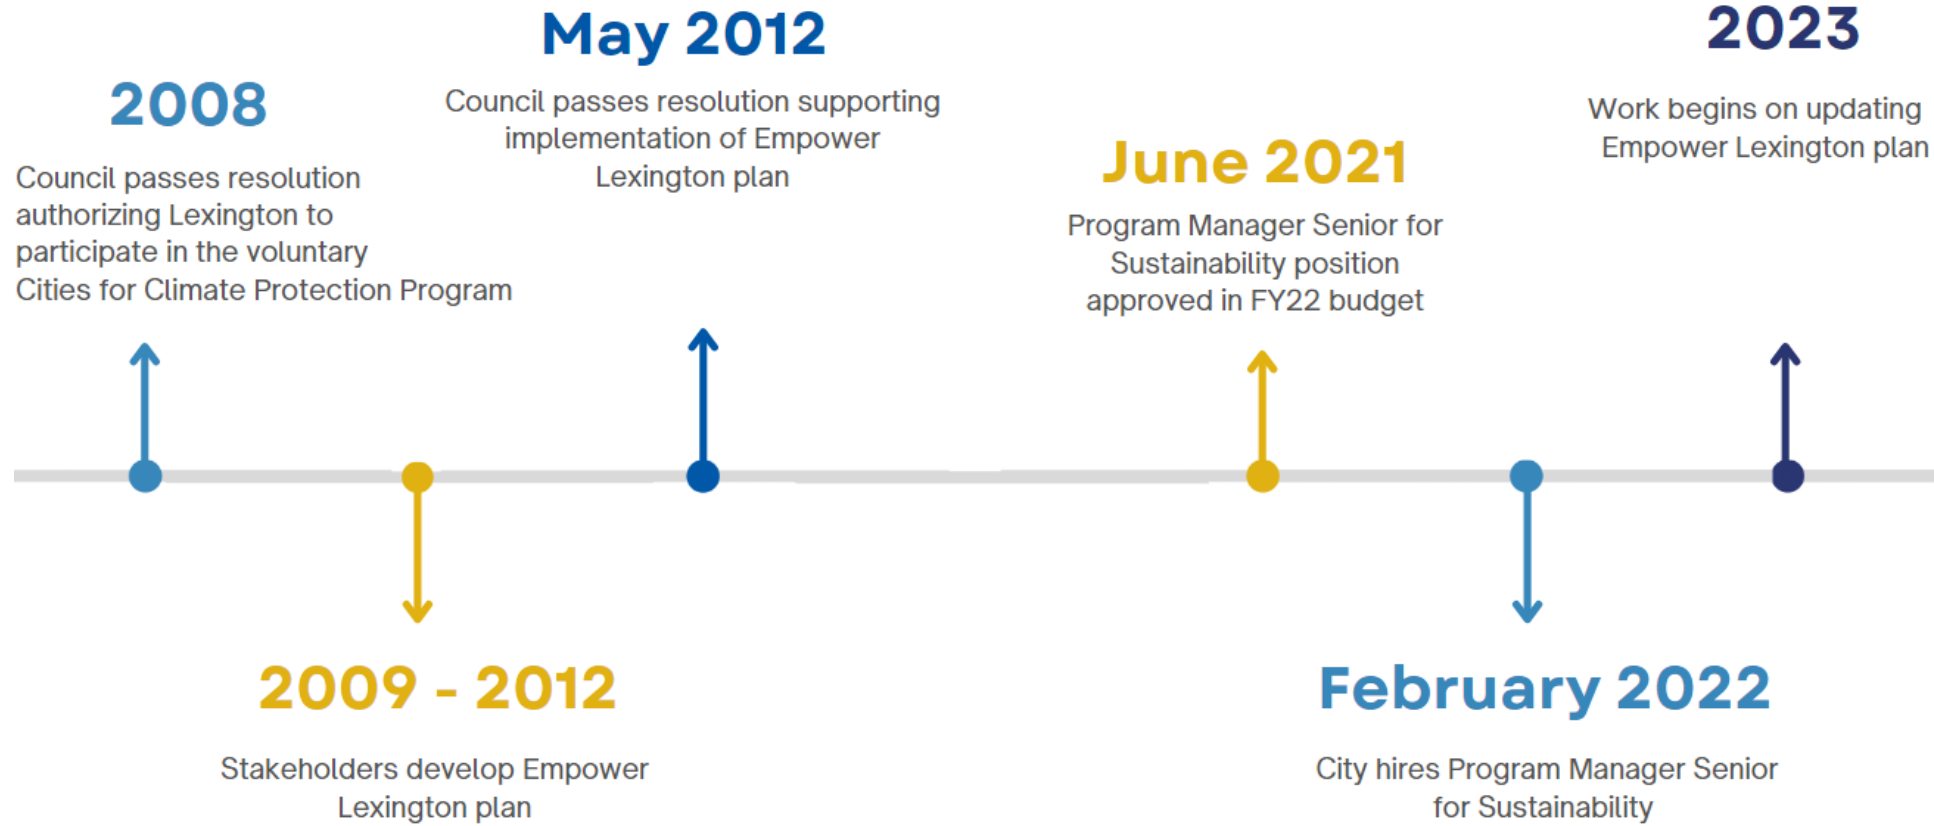 2008
Council passes resolution
authorizing Lexington to
participate in the voluntary
Cities for Climate Protection Program
2009 - 2012
Stakeholders develop Empower
Lexington plan
May 2012
Council passes resolution supporting
implementation of Empower
Lexington plan
June 2021
Program Manager Senior for
Sustainability position
approved in FY22 budget
February 2022
City hires Program Manager Senior
for Sustainability
2023
Work begins on updating
Empower Lexington plan